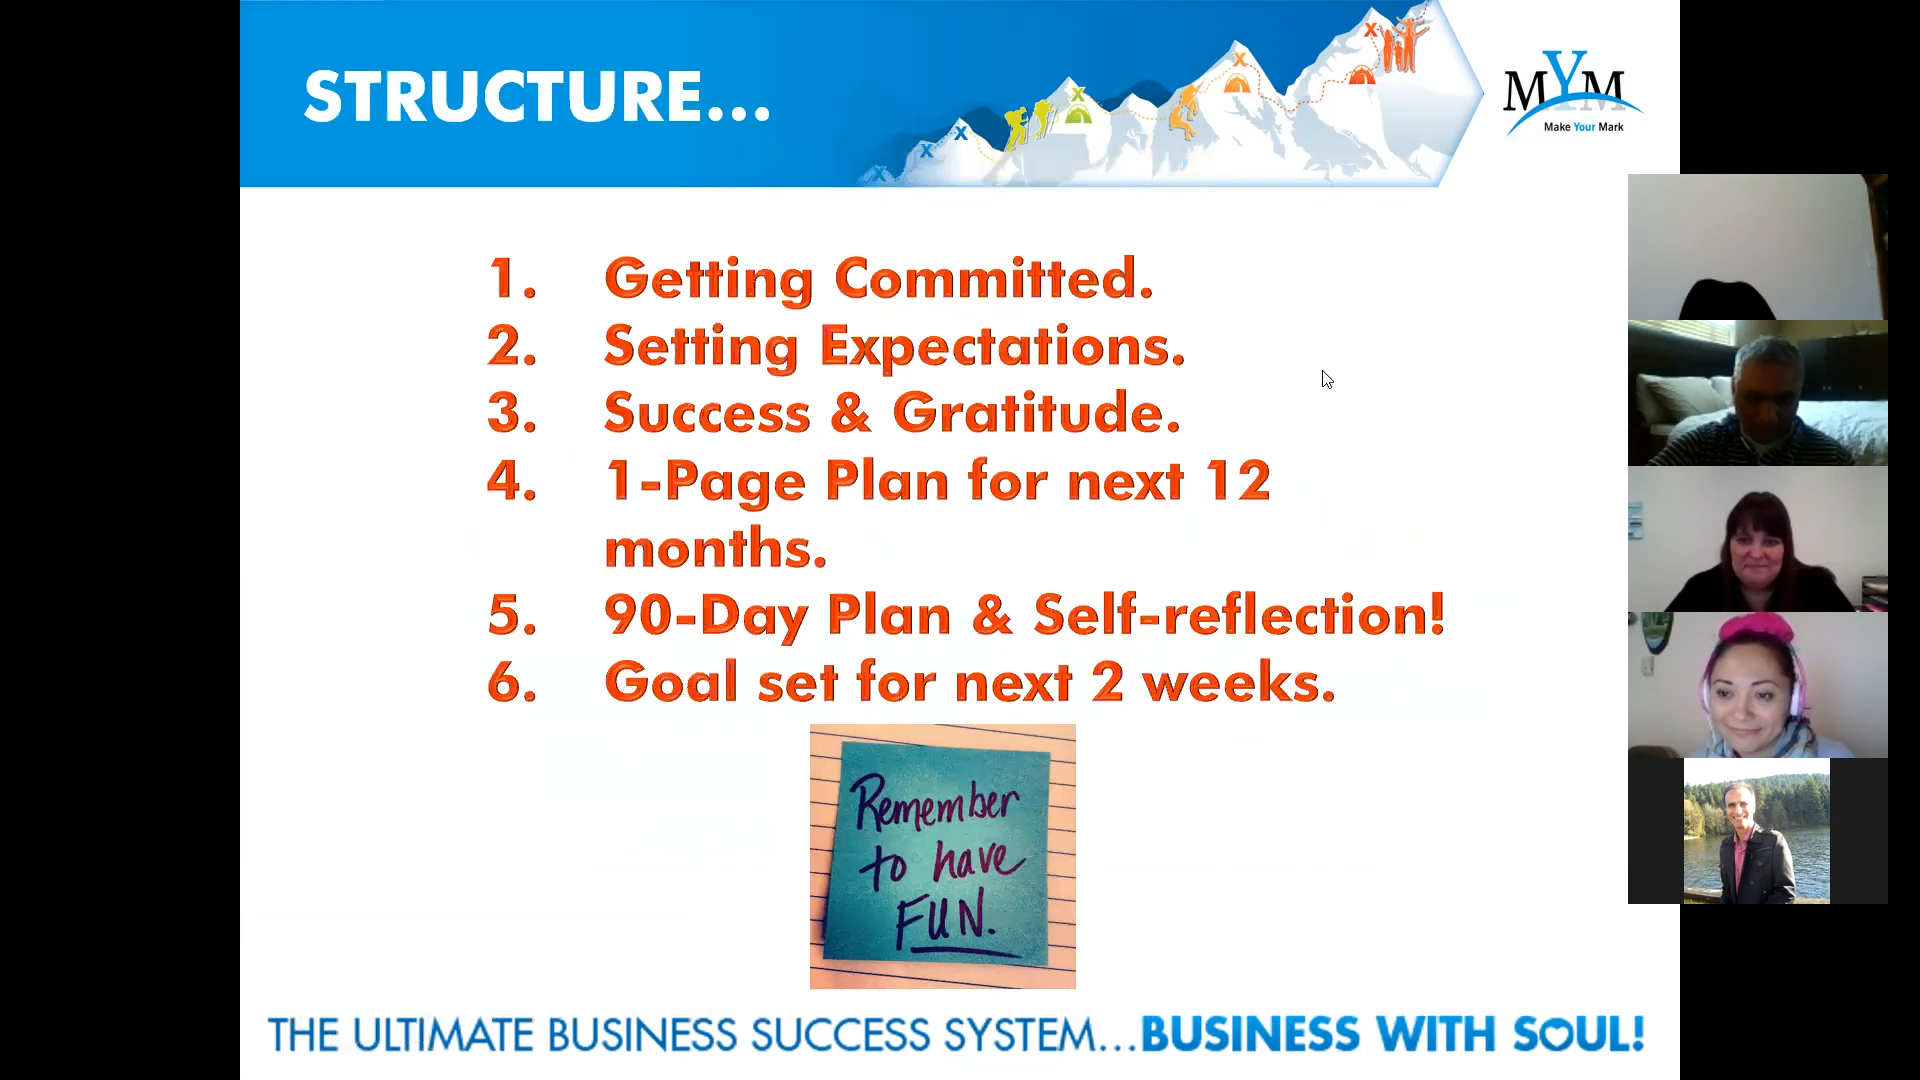 STRUCTURE...
MYM
Make Your Mark
1. Getting Committed.
2. Setting Expectations.
3. Success & Gratitude.
4. 1-Page Plan for next 12
months.
5. 90-Day Plan & Self-reflection!
6. Goal set for next 2 weeks.
Remember
to have
FUN.
THE ULTIMATE BUSINESS SUCCESS SYSTEM...BUSINESS WITH SOUL!